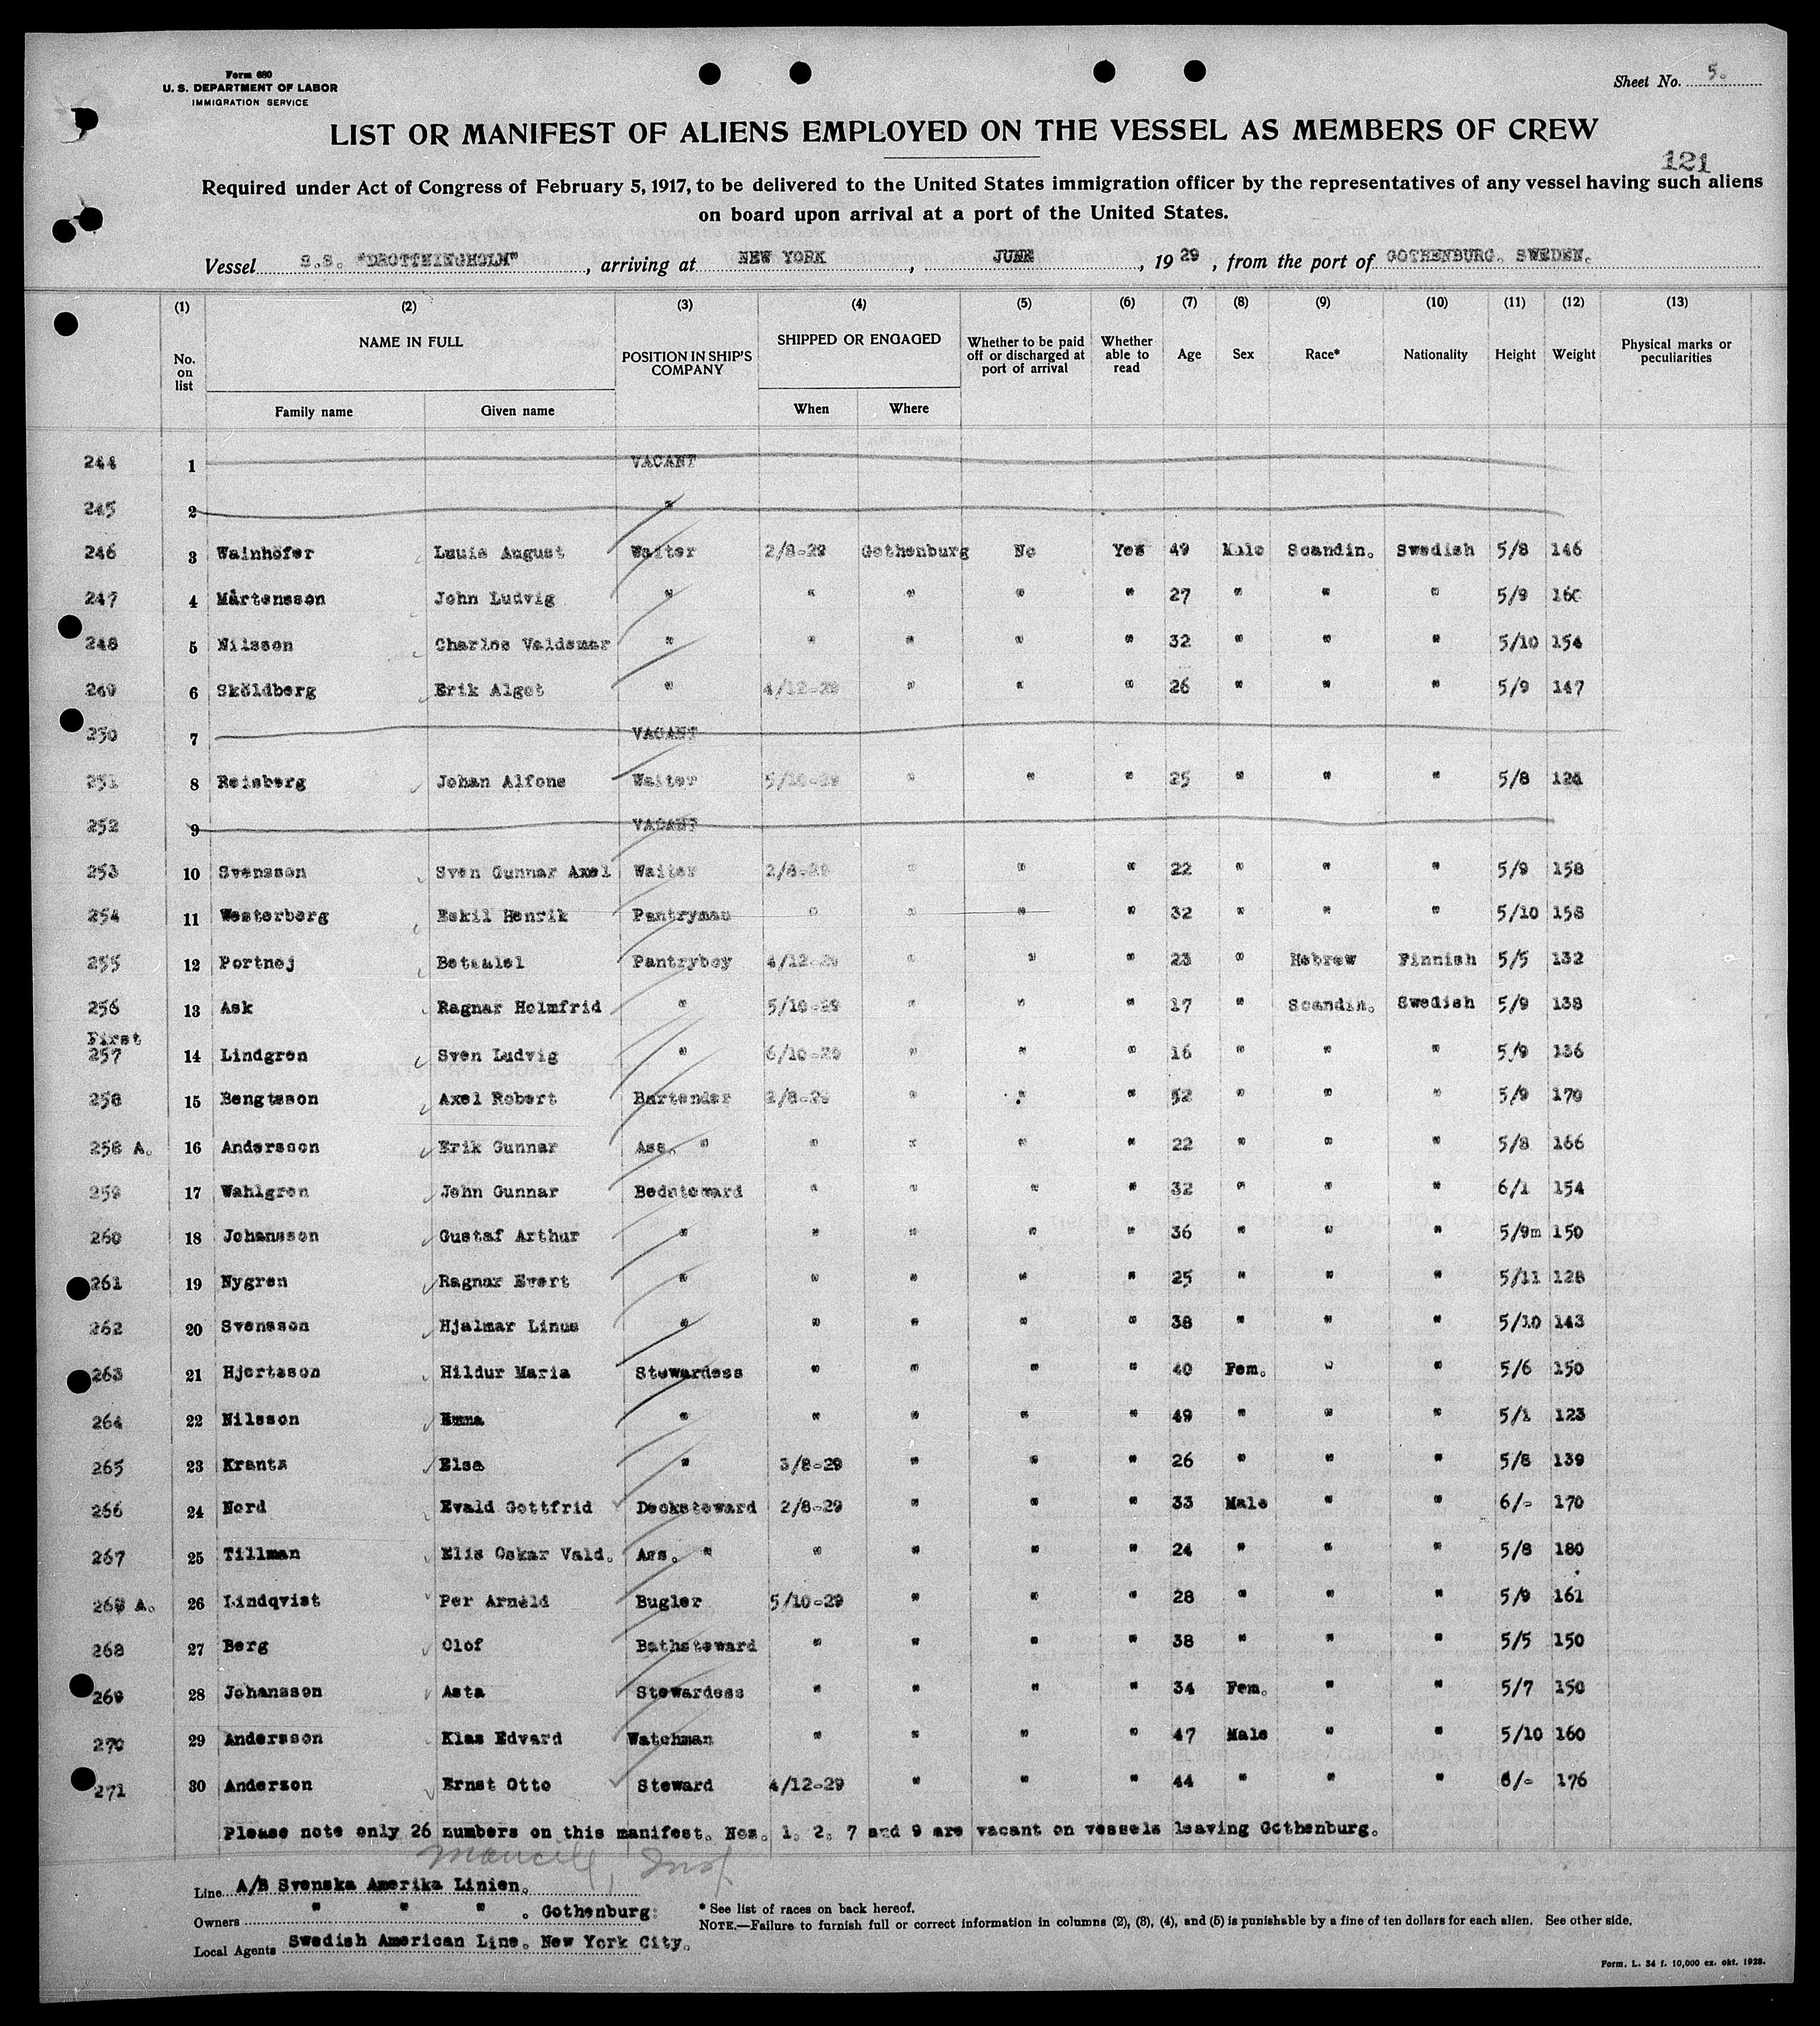 Form 680
U. S. DEPARTMENT OF LABOR
IMMIGRATION SERVICE
Sheet No. 5.
LIST OR MANIFEST OF ALIENS EMPLOYED ON THE VESSEL AS MEMBERS OF CREW
121
Required under Act of Congress of February 5, 1917, to be delivered to the United States immigration officer by the representatives of any vessel having such aliens
on board upon arrival at a port of the United States.
Vessel S.S. "DROTTNINGHOLM", arriving at NEW YORK, JUNE, 1929, from the port of GOTHENBURG. SWEDEN.
(1) (2) (3) (4) (5) (6) (7) (8) (9) (10) (11) (12) (13)
No. on list NAME IN FULL Family name Given name POSITION IN SHIP'S COMPANY SHIPPED OR ENGAGED When Where Whether to be paid off or discharged at port of arrival Whether able to read Age Sex Race* Nationality Height Weight Physical marks or peculiarities
244 1 VACANT
245 2 "
246 3 Wainhofer Louis August Waiter 2/8-29 Gothenburg No Yes 49 Male Scandin. Swedish 5/8 146
247 4 Mårtensson John Ludvig " " " " " 27 " " " 5/9 160
248 5 Nilsson Charles Valdemar " " " " " 32 " " " 5/10 154
249 6 Sköldberg Erik Algot " 4/12-29 " " " 26 " " " 5/9 147
250 7 VACANT
251 8 Reisberg Johan Alfons Waiter 5/10-29 " " " 25 " " " 5/8
252 9 VACANT
253 10 Svensson Sven Gunnar Axel Waiter 2/8-29 " " " 22 " " " 5/9 158
254 11 Westerberg Eskil Henrik Pantryman " " " " 32 " " " 5/10 158
255 12 Portnoj Betsalel Pantryboy 4/12-29 " " " 23 " Hebrew Finnish 5/5 132
256 13 Ask Ragnar Holmfrid " 5/10-29 " " " 17 " Scandin. Swedish 5/9 138
First
257 14 Lindgren Sven Ludvig " 6/10-29 " " " 16 " " " 5/9 136
258 15 Bengtsson Axel Robert Bartender 2/8-29 " " " 52 " " " 5/9 170
258 A. 16 Andersson Erik Gunnar Ass. " " " " " 22 " " " 5/8 166
259 17 Wahlgren John Gunnar Bedsteward " " " " 32 " " " 6/1 154
260 18 Johansson Gustaf Arthur " " " " " 36 " " " 5/9m 150
261 19 Nygren Ragnar Evert " " " " " 25 " " " 5/11 128
262 20 Svensson Hjalmar Linus " " " " " 38 " " " 5/10 143
263 21 Hjertsson Hildur Maria Stewardess " " " " 40 Fem. " " 5/6 150
264 22 Nilsson Emma " " " " " 49 " " " 5/1 123
265 23 Krantz Elsa " 3/8-29 " " " 26 " " " 5/8 139
266 24 Nord Evald Gottfrid Decksteward 2/8-29 " " " 33 Male " " 6/- 170
267 25 Tillman Elis Oskar Vald. Ass. " " " " " 24 " " " 5/8 180
267 A. 26 Lindqvist Per Arnold Bugler 5/10-29 " " " 28 " " " 5/9 161
268 27 Berg Olof Bathsteward " " " " 38 " " " 5/5 150
269 28 Johansson Asta Stewardess " " " " 34 Fem. " " 5/7 150
270 29 Andersson Klas Edvard Watchman " " " " 47 Male " " 5/10 160
271 30 Anderson Ernst Otto Steward 4/12-29 " " " 44 " " " 6/- 176
Please note only 26 numbers on this manifest. Nos. 1, 2, 7 and 9 are vacant on vessels leaving Gothenburg.
Line A/B Svenska Amerika Linien.
Owners " " " . Gothenburg:
Local Agents Swedish American Line. New York City.
* See list of races on back hereof.
NOTE.—Failure to furnish full or correct information in columns (2), (3), (4), and (5) is punishable by a fine of ten dollars for each alien. See other side.
Form. L. 34 f. 10,000 ex. okt. 1928.